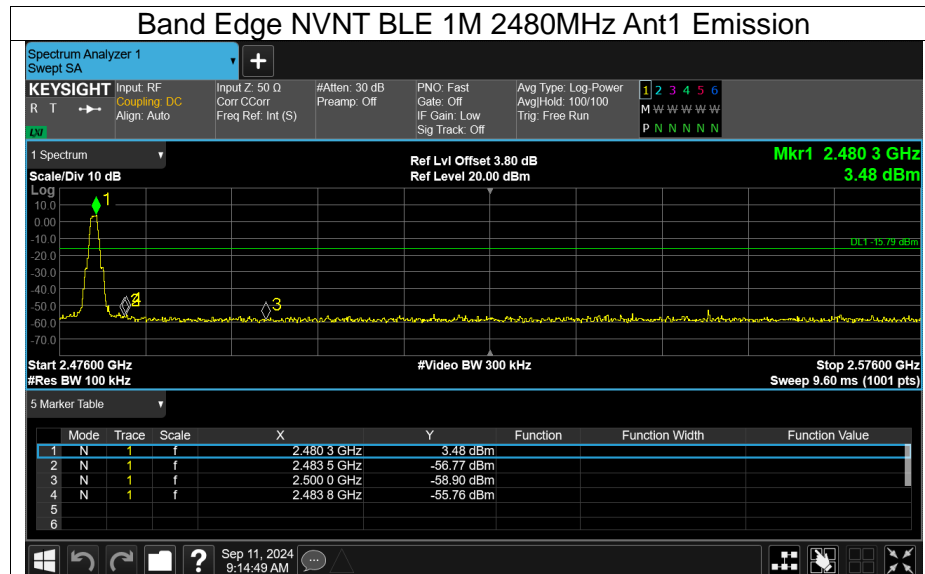 Band Edge NVNT BLE 1M 2480MHz Ant1 Emission
Spectrum Analyzer 1
Swept SA
+
KEYSIGHT
R T
LXI
Input: RF
Coupling: DC
Align: Auto
Input Z: 50 Ω
Corr CCorr
Freq Ref: Int (S)
#Atten: 30 dB
Preamp: Off
PNO: Fast
Gate: Off
IF Gain: Low
Sig Track: Off
Avg Type: Log-Power
Avg|Hold: 100/100
Trig: Free Run
1 2 3 4 5 6
M W W W W W
P N N N N N
1 Spectrum
Scale/Div 10 dB
Ref Lvl Offset 3.80 dB
Ref Level 20.00 dBm
Mkr1 2.480 3 GHz
3.48 dBm
Log
10.0
0.00
-10.0
-20.0
-30.0
-40.0
-50.0
-60.0
-70.0
1
DL1 -15.79 dBm
3
Start 2.47600 GHz
#Video BW 300 kHz
Stop 2.57600 GHz
#Res BW 100 kHz
Sweep 9.60 ms (1001 pts)
5 Marker Table
Mode Trace Scale X Y Function Function Width Function Value
1 N 1 f 2.480 3 GHz 3.48 dBm
2 N 1 f 2.483 5 GHz -56.77 dBm
3 N 1 f 2.500 0 GHz -58.90 dBm
4 N 1 f 2.483 8 GHz -55.76 dBm
5
6
?
Sep 11, 2024
9:14:49 AM